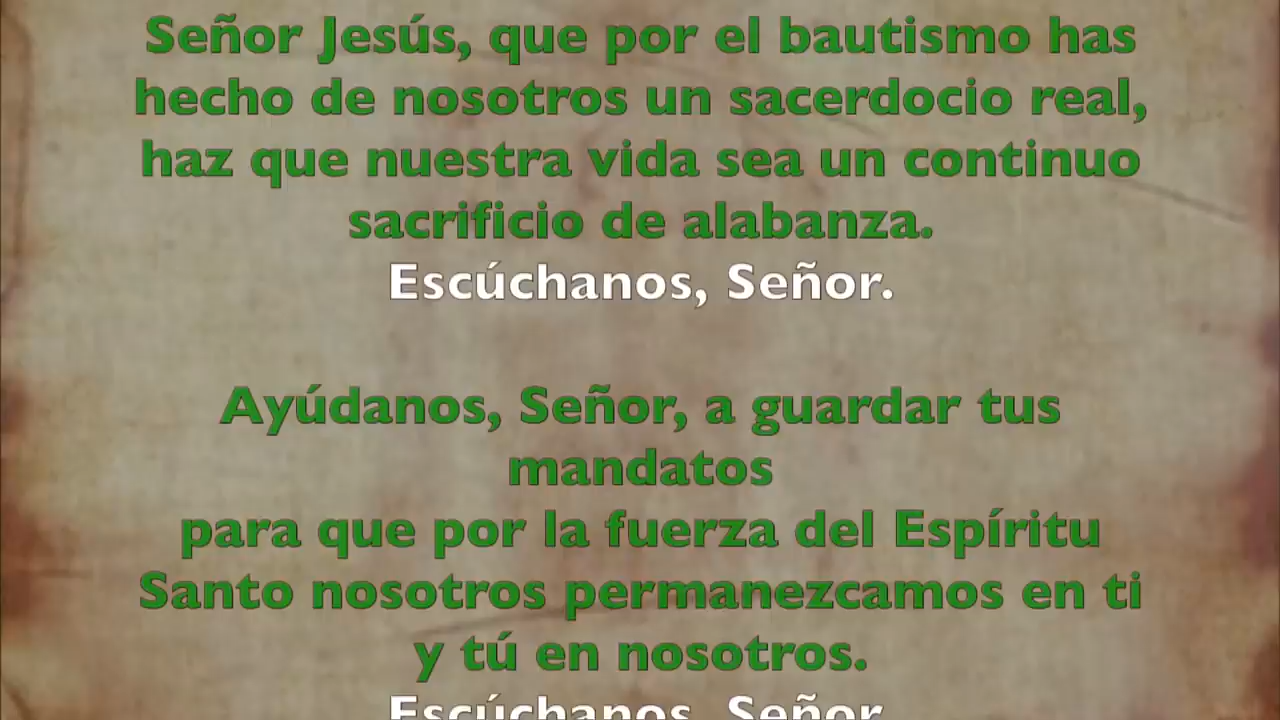 Señor Jesús, que por el bautismo has
hecho de nosotros un sacerdocio real,
haz que nuestra vida sea un continuo
sacrificio de alabanza.
Escúchanos, Señor.
Ayúdanos, Señor, a guardar tus
mandatos
para que por la fuerza del Espíritu
Santo nosotros permanezcamos en ti
y tú en nosotros.
Escúchanos, Señor.